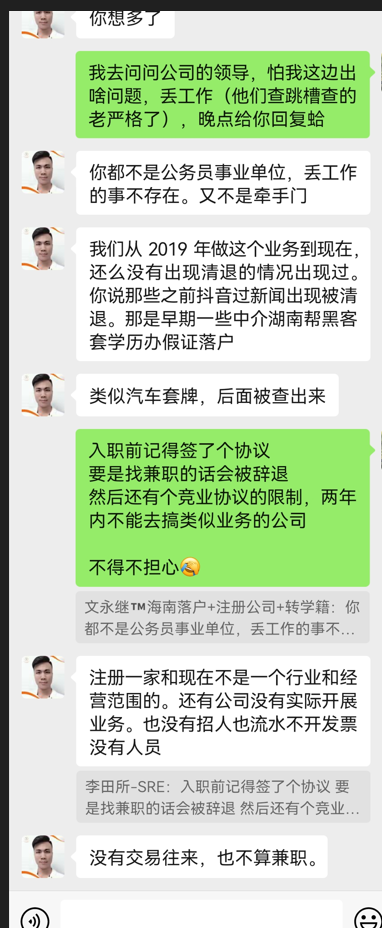 你想多了
我去问问公司的领导，怕我这边出
啥问题，丢工作（他们查跳槽查的
老严格了），晚点给你回复蛤
你都不是公务员事业单位，丢工作
的事不存在。又不是牵手门
我们从 2019 年做这个业务到现在，
还么没有出现清退的情况出现过。
你说那些之前抖音过新闻出现被清
退。那是早期一些中介湖南帮黑客
套学历办假证落户
类似汽车套牌，后面被查出来
入职前记得签了个协议
要是找兼职的话会被辞退
然后还有个竞业协议的限制，两年
内不能去搞类似业务的公司
不得不担心😂
文永继™海南落户+注册公司+转学籍：你
都不是公务员事业单位，丢工作的事不...
注册一家和现在不是一个行业和经
营范围的。还有公司没有实际开展
业务。也没有招人也流水不开发票
没有人员
李田所-SRE：入职前记得签了个协议 要
是找兼职的话会被辞退 然后还有个竞业...
没有交易往来，也不算兼职。